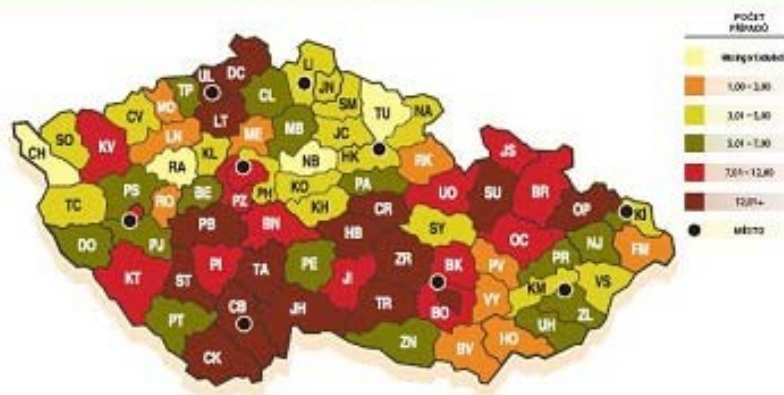 POČET
PŘÍPADŮ
1,00 – 3,00
3,01 – 5,00
5,01 – 7,00
7,01 – 12,00
12,01+
MĚSTO
DC
UL
LI
TP
CL
JN
MO
LT
SM
TU
NA
CV
SO
KV
LN
ME
MB
JC
CH
RA
KL
NB
HK
RK
JS
PS
BE
PZ
PH
KO
PA
UO
SU
BR
TC
RO
KH
CR
OP
KI
PB
BN
HB
SY
OC
DO
PJ
NJ
FM
KT
ST
PI
TA
PE
JI
ZR
BK
PV
PR
KM
VS
PT
CB
JH
TR
BO
VY
UH
ZL
CK
ZN
BV
HO